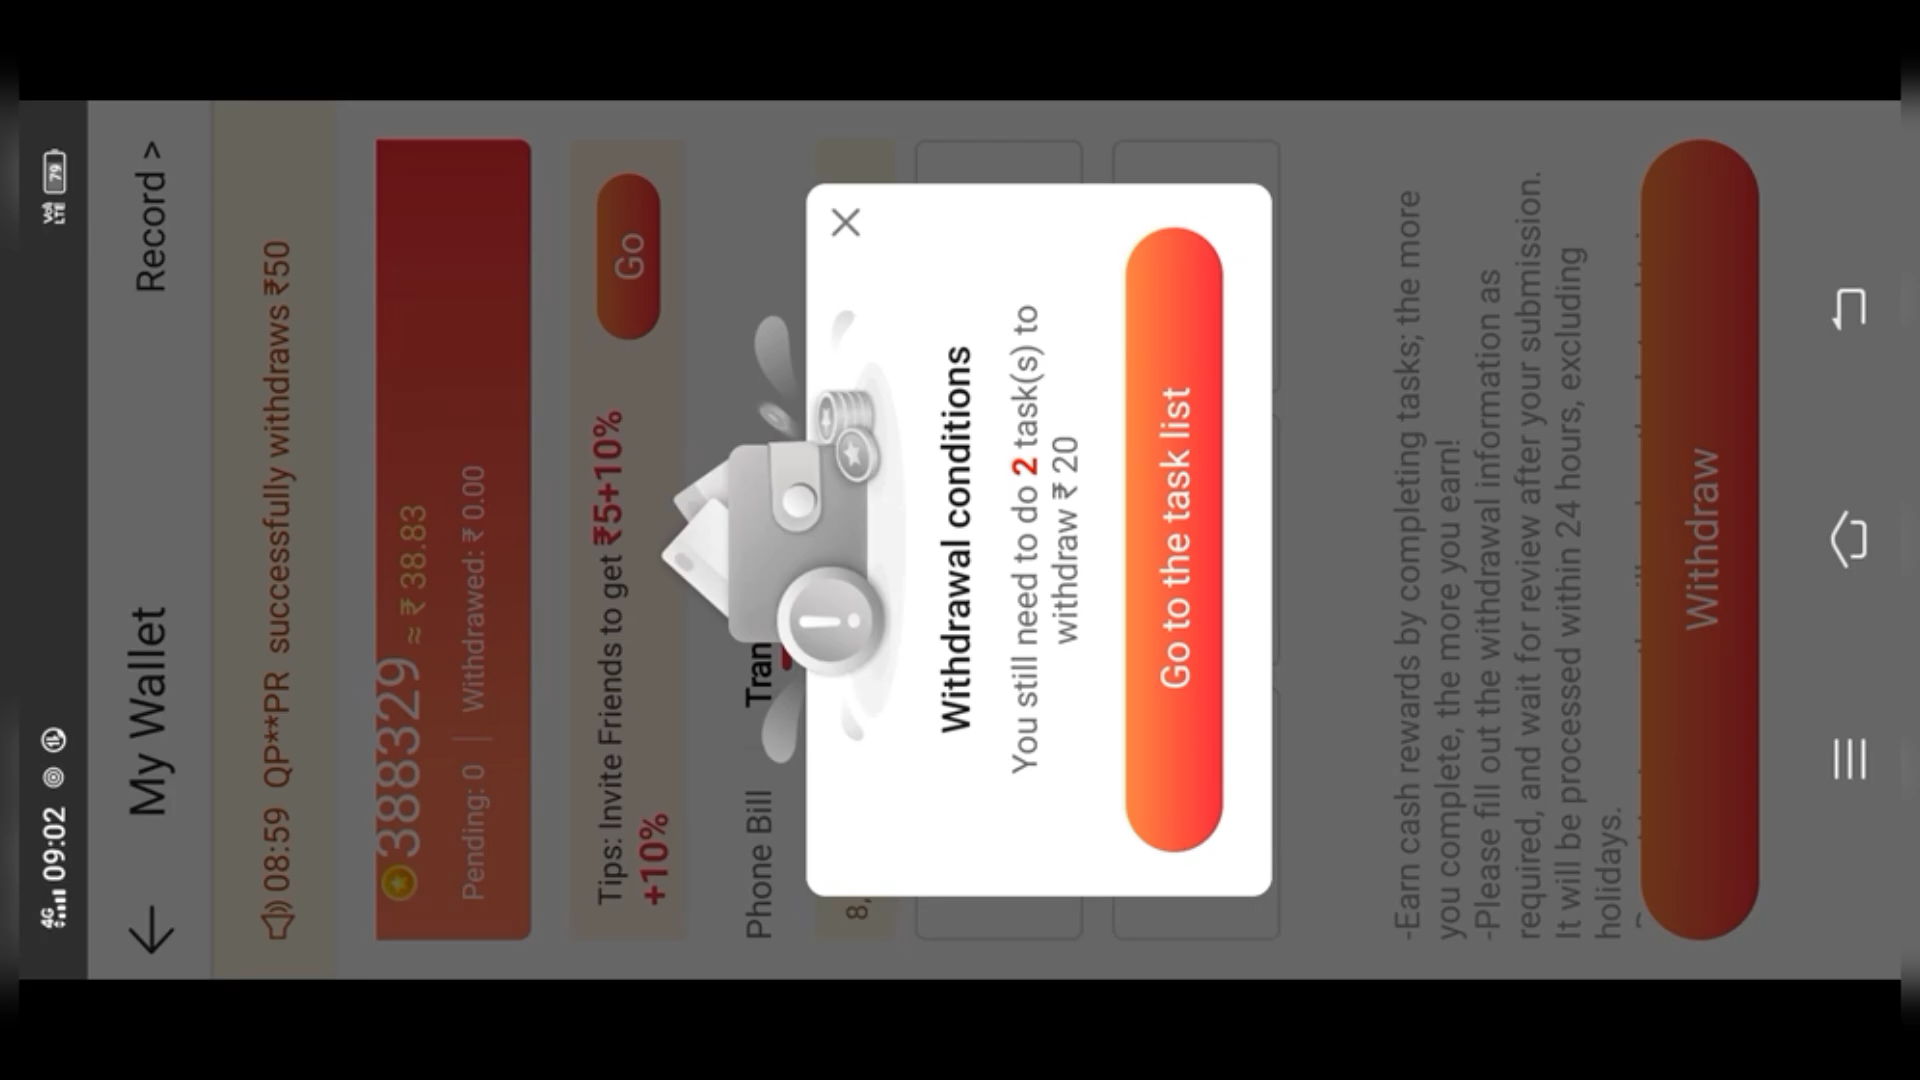 4G 09:02
VoLTE 79
My Wallet
Record >
08:59 QP**PR successfully withdraws ₹50
388329 ≈ ₹ 38.83
Pending: 0 | Withdrawed: ₹ 0.00
Tips: Invite Friends to get ₹5+10%
+10%
Go
Phone Bill
Tran
8,
Withdrawal conditions
You still need to do 2 task(s) to
withdraw ₹ 20
Go to the task list
-Earn cash rewards by completing tasks; the more
you complete, the more you earn!
-Please fill out the withdrawal information as
required, and wait for review after your submission.
It will be processed within 24 hours, excluding
holidays.
Withdraw